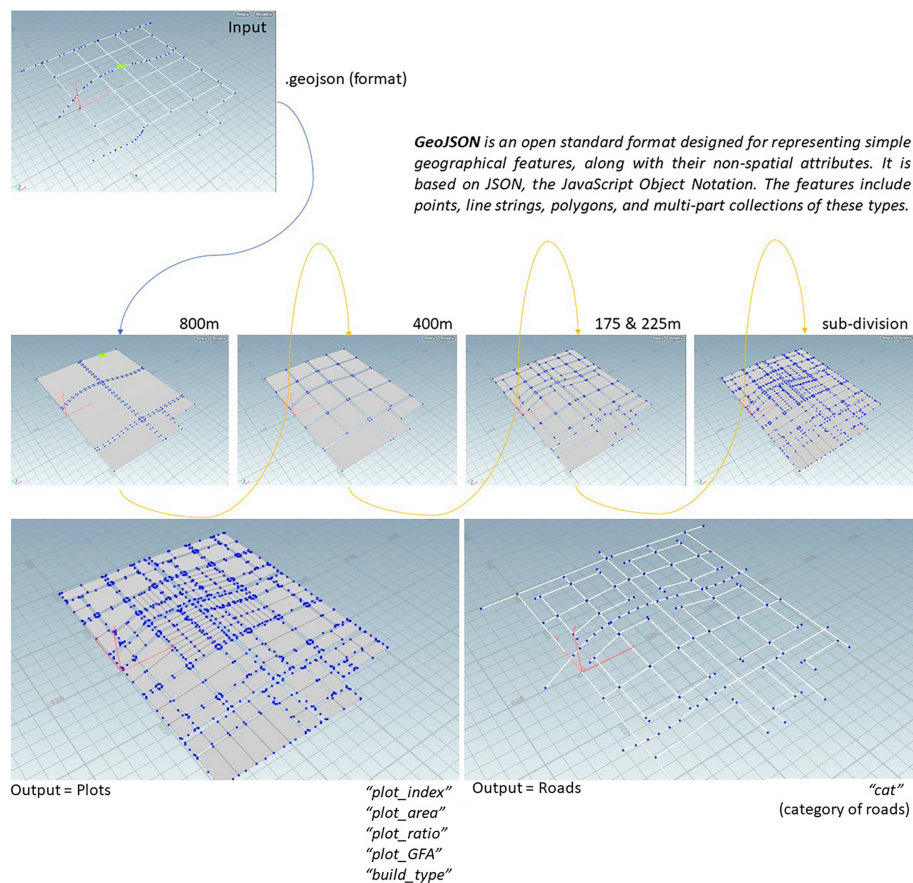 Input
.geojson (format)
GeoJSON is an open standard format designed for representing simple
geographical features, along with their non-spatial attributes. It is
based on JSON, the JavaScript Object Notation. The features include
points, line strings, polygons, and multi-part collections of these types.
800m
400m
175 & 225m
sub-division
Output = Plots
"plot_index"
"plot_area"
"plot_ratio"
"plot_GFA"
"build_type"
Output = Roads
"cat"
(category of roads)